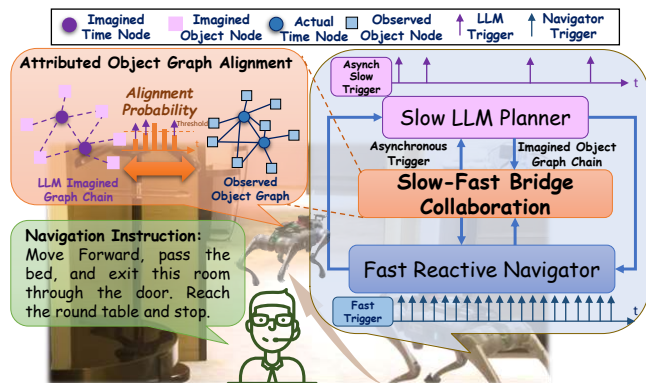 Imagined
Time Node
Imagined
Object Node
Actual
Time Node
Observed
Object Node
LLM
Trigger
Navigator
Trigger
Attributed Object Graph Alignment
Alignment
Probability
Threshold
LLM Imagined
Graph Chain
Observed
Object Graph
Navigation Instruction:
Move Forward, pass the
bed, and exit this room
through the door. Reach
the round table and stop.
Asynch
Slow
Trigger
t
Slow LLM Planner
Asynchronous
Trigger
Imagined Object
Graph Chain
Slow-Fast Bridge
Collaboration
Fast Reactive Navigator
Fast
Trigger
t